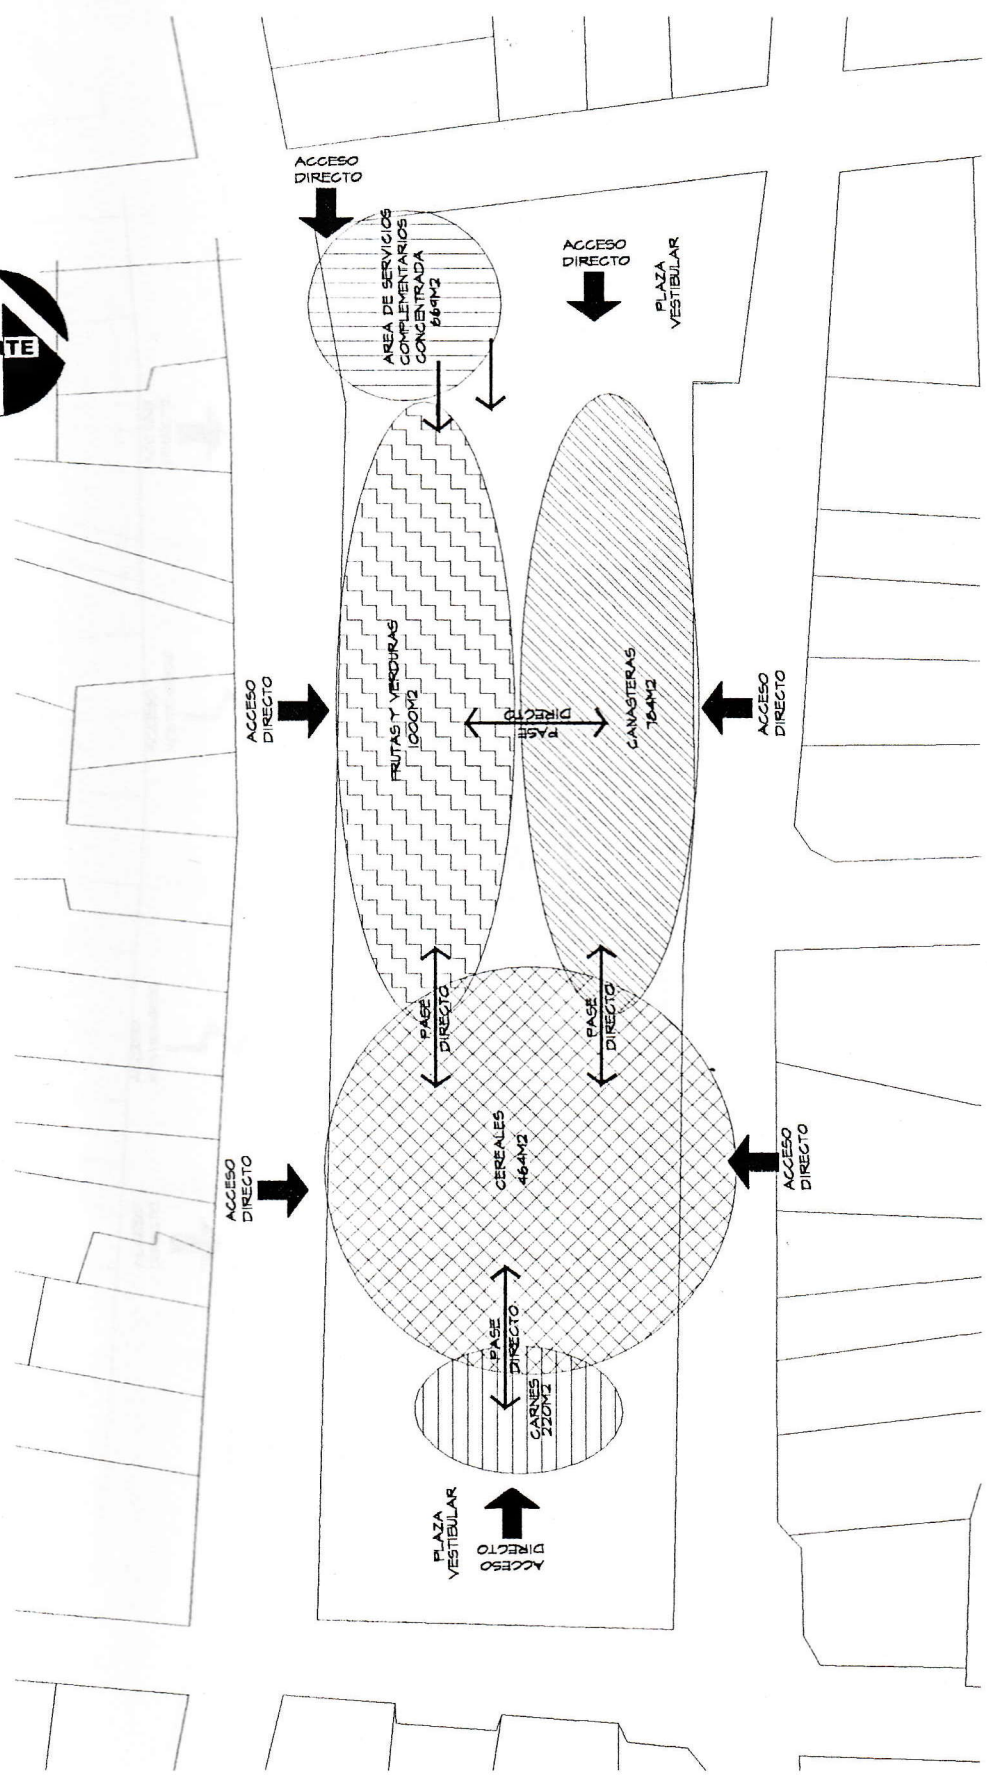 ACCESO
DIRECTO
TE
AREA DE SERVICIOS
COMPLEMENTARIOS
CONCENTRADA
669M2
ACCESO
DIRECTO
PLAZA
VESTIBULAR
FRUTAS Y VERDURAS
1000M2
CANASTERAS
784M2
ACCESO
DIRECTO
PASE
DIRECTO
ACCESO
DIRECTO
PASE
DIRECTO
PASE
DIRECTO
CEREALES
464M2
ACCESO
DIRECTO
ACCESO
DIRECTO
PASE
DIRECTO
CARNES
220M2
PLAZA
VESTIBULAR
ACCESO
DIRECTO